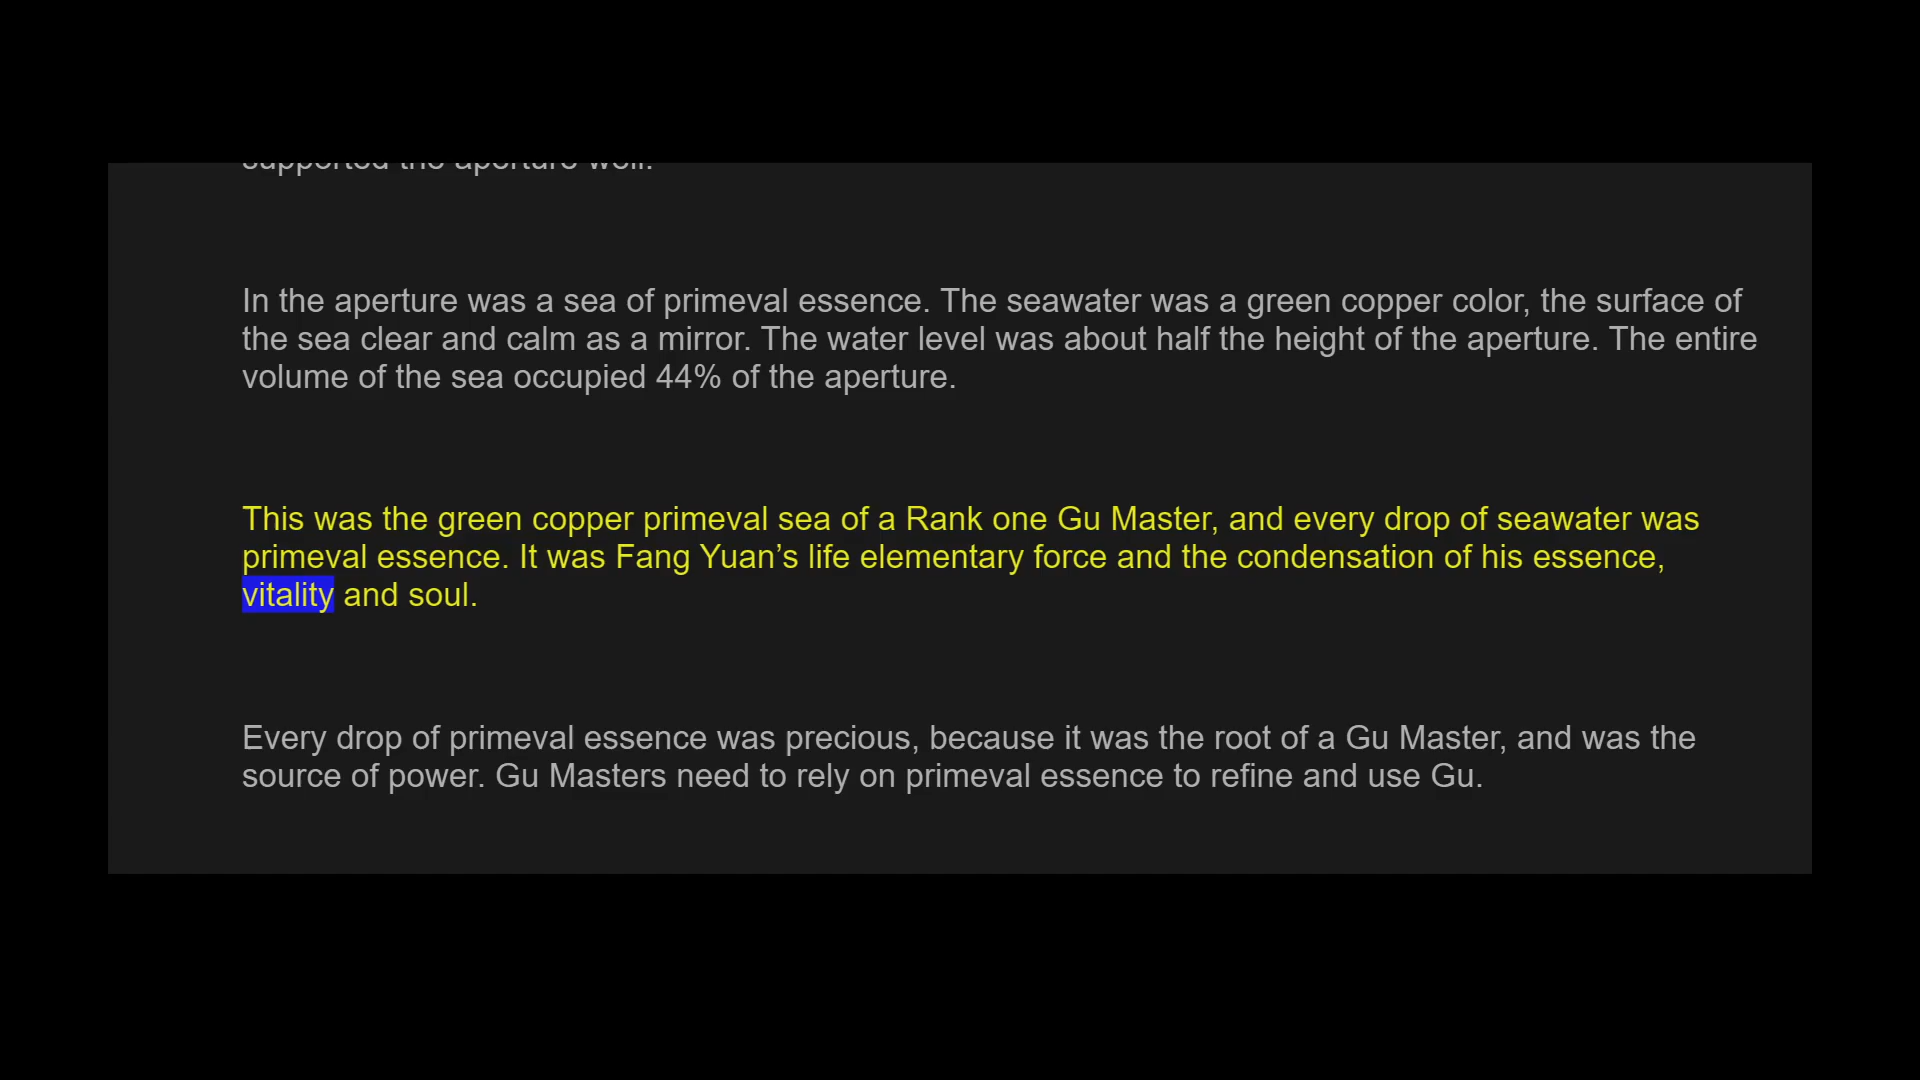 supported the aperture well.
In the aperture was a sea of primeval essence. The seawater was a green copper color, the surface of
the sea clear and calm as a mirror. The water level was about half the height of the aperture. The entire
volume of the sea occupied 44% of the aperture.
This was the green copper primeval sea of a Rank one Gu Master, and every drop of seawater was
primeval essence. It was Fang Yuan’s life elementary force and the condensation of his essence,
vitality and soul.
Every drop of primeval essence was precious, because it was the root of a Gu Master, and was the
source of power. Gu Masters need to rely on primeval essence to refine and use Gu.